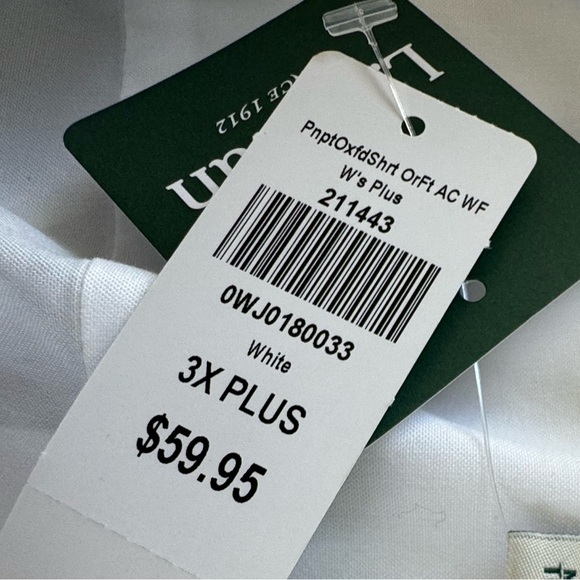 PnptOxfdShrt OrFt AC WF
W's Plus
211443
0WJ0180033
White
3X PLUS
$59.95
CE 1912